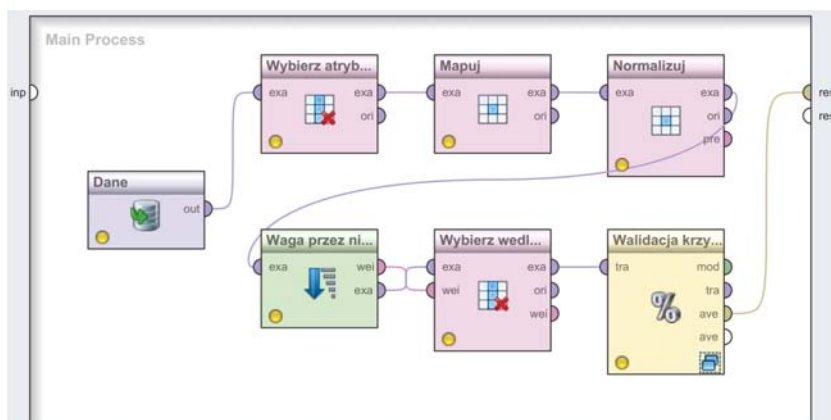 Main Process
inp
Wybierz atryb...
exa
exa
ori
Mapuj
exa
exa
ori
Normalizuj
exa
exa
ori
pre
res
res
Dane
out
Waga przez ni...
exa
wei
exa
Wybierz wedl...
exa
wei
exa
ori
wei
Walidacja krzy...
tra
mod
tra
ave
ave
%